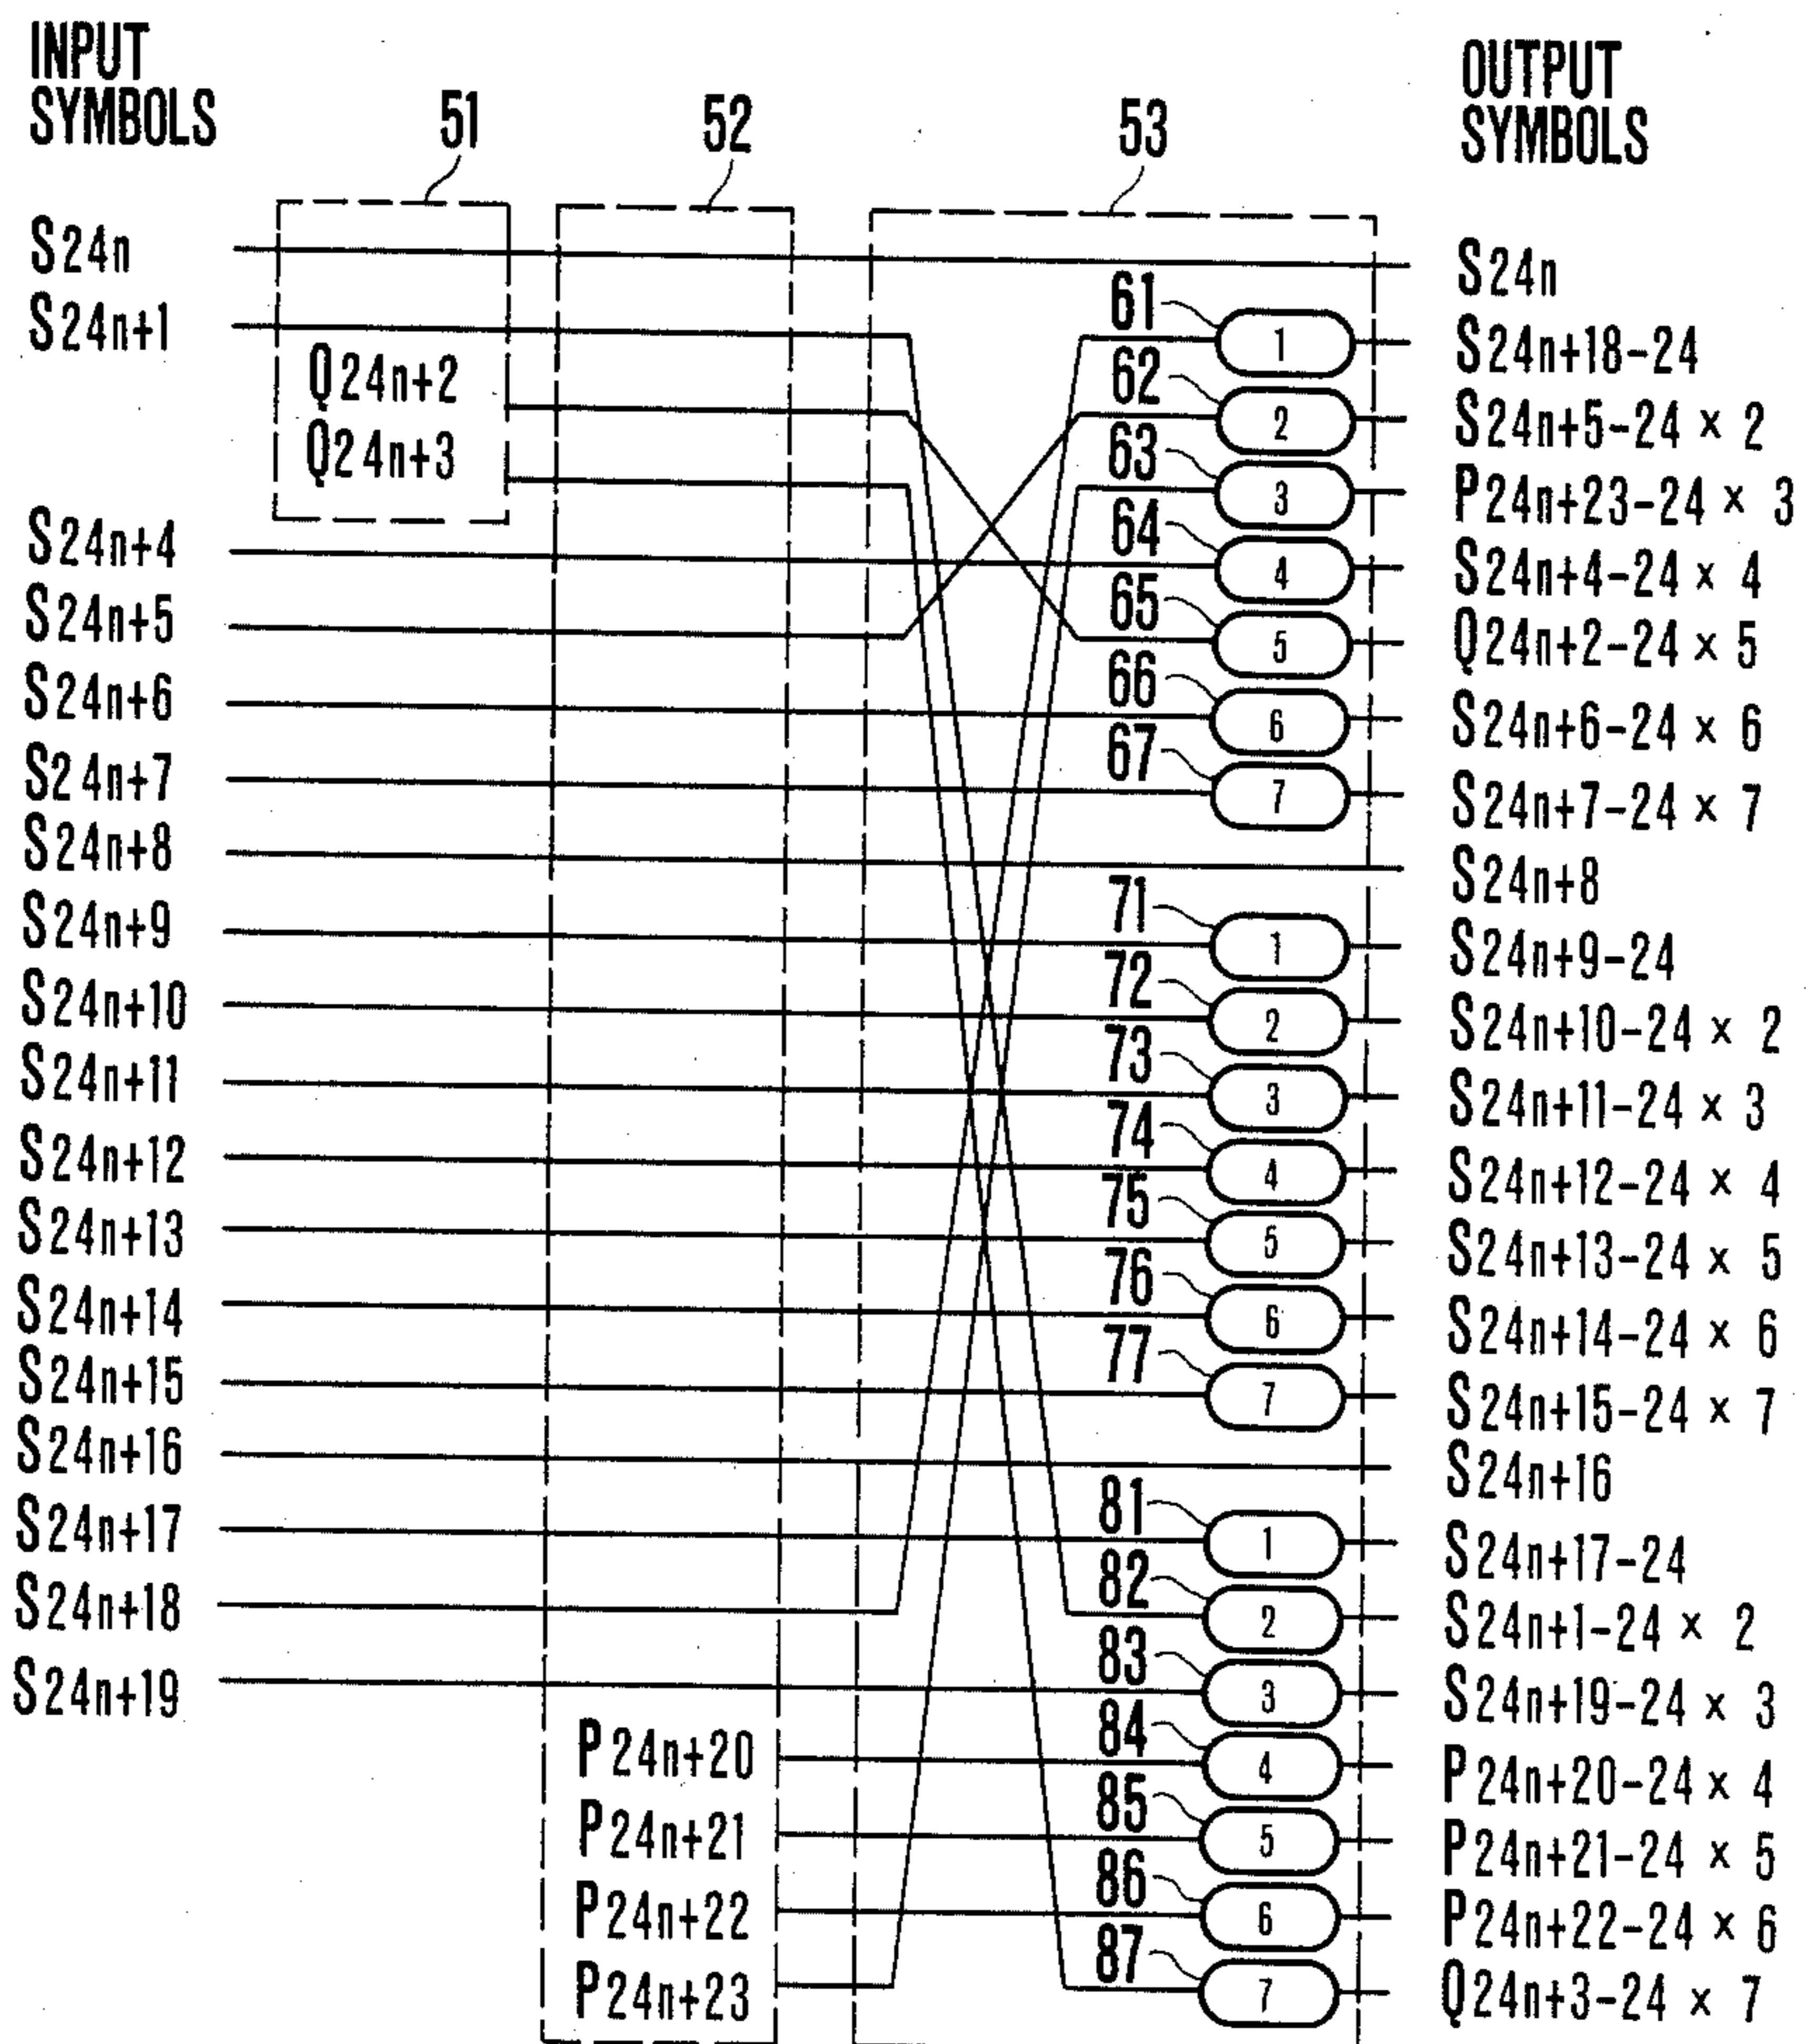 INPUT
SYMBOLS
OUTPUT
SYMBOLS
51
52
53
S24n
S24n
S24n+1
61
1
S24n+18-24
Q24n+2
62
2
S24n+5-24 × 2
Q24n+3
63
3
P24n+23-24 × 3
S24n+4
64
4
S24n+4-24 × 4
S24n+5
65
5
Q24n+2-24 × 5
S24n+6
66
6
S24n+6-24 × 6
S24n+7
67
7
S24n+7-24 × 7
S24n+8
S24n+8
S24n+9
71
1
S24n+9-24
S24n+10
72
2
S24n+10-24 × 2
S24n+11
73
3
S24n+11-24 × 3
S24n+12
74
4
S24n+12-24 × 4
S24n+13
75
5
S24n+13-24 × 5
S24n+14
76
6
S24n+14-24 × 6
S24n+15
77
7
S24n+15-24 × 7
S24n+16
S24n+16
S24n+17
81
1
S24n+17-24
S24n+18
82
2
S24n+1-24 × 2
S24n+19
83
3
S24n+19-24 × 3
P24n+20
84
4
P24n+20-24 × 4
P24n+21
85
5
P24n+21-24 × 5
P24n+22
86
6
P24n+22-24 × 6
P24n+23
87
7
Q24n+3-24 × 7